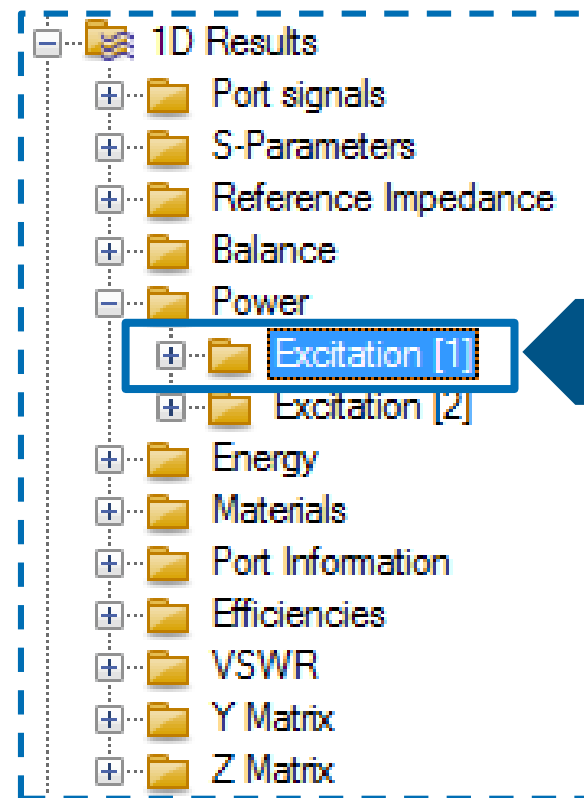 1D Results
Port signals
S-Parameters
Reference Impedance
Balance
Power
Excitation [1]
Excitation [2]
Energy
Materials
Port Information
Efficiencies
VSWR
Y Matrix
Z Matrix